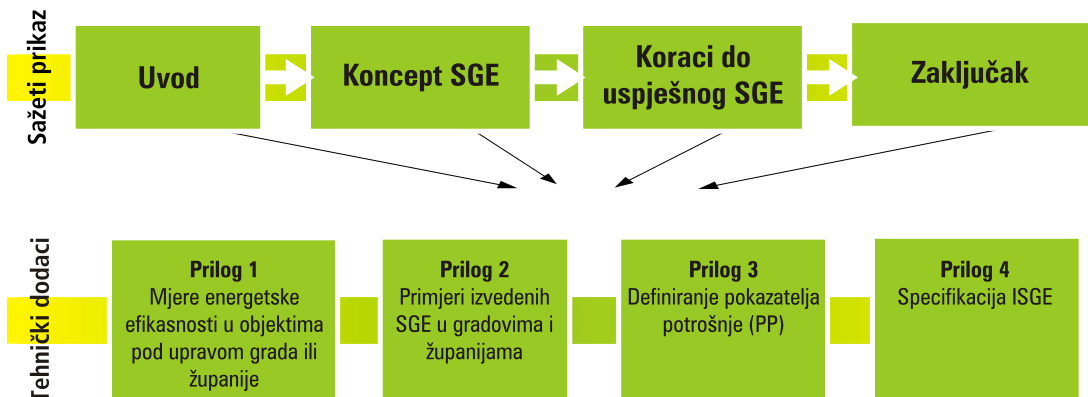 Sažeti prikaz
Uvod
Koncept SGE
Koraci do
uspješnog SGE
Zaključak
Tehnički dodaci
Prilog 1
Mjere energetske
efikasnosti u objektima
pod upravom grada ili
županije
Prilog 2
Primjeri izvedenih
SGE u gradovima i
županijama
Prilog 3
Definiranje pokazatelja
potrošnje (PP)
Prilog 4
Specifikacija ISGE